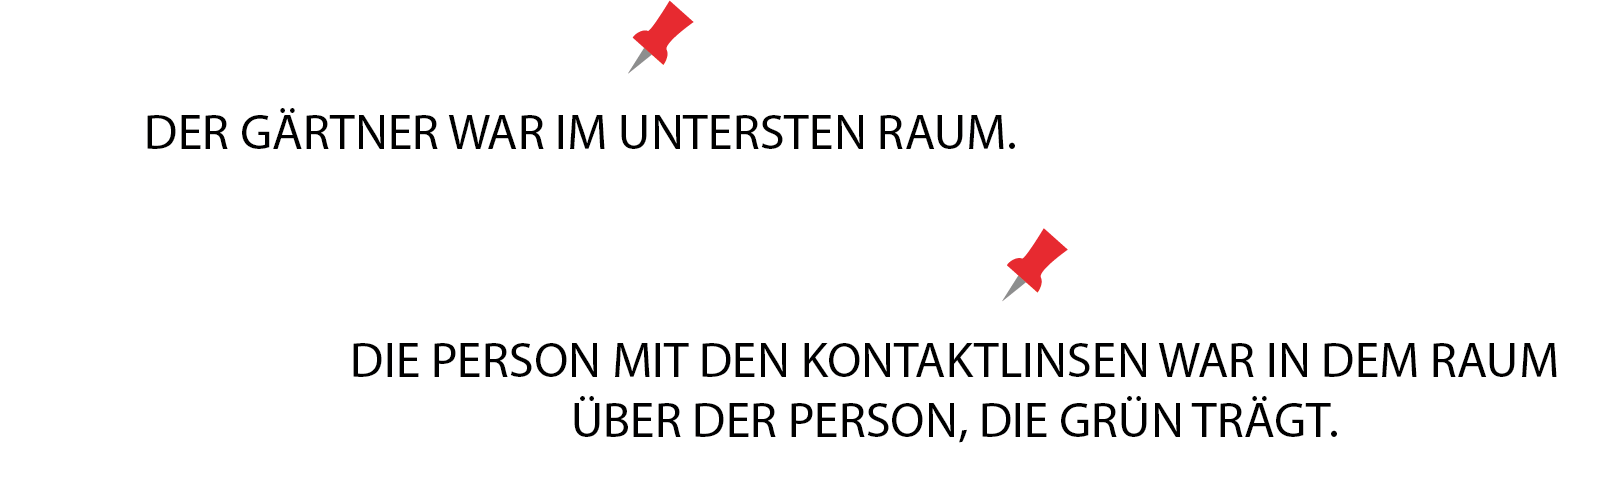 DER GÄRTNER WAR IM UNTERSTEN RAUM.
DIE PERSON MIT DEN KONTAKTLINSEN WAR IN DEM RAUM
ÜBER DER PERSON, DIE GRÜN TRÄGT.